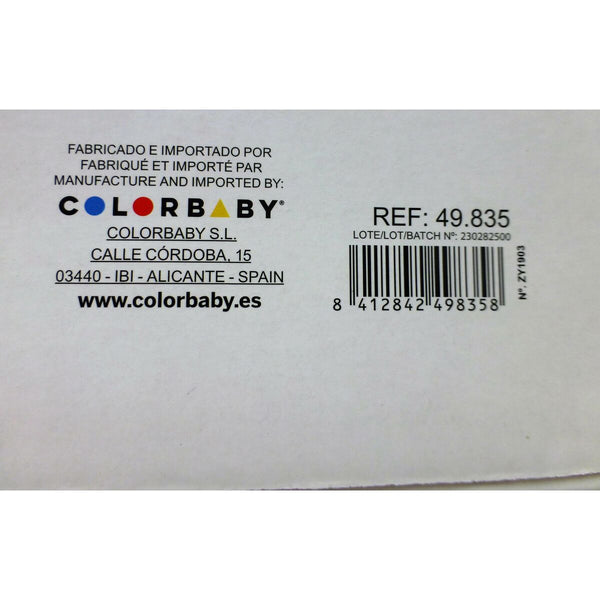 FABRICADO E IMPORTADO POR
FABRIQUÉ ET IMPORTÉ PAR
MANUFACTURE AND IMPORTED BY:
COLORBABY®
COLORBABY S.L.
CALLE CÓRDOBA, 15
03440 - IBI - ALICANTE - SPAIN
www.colorbaby.es
REF: 49.835
LOTE/LOT/BATCH Nº: 230282500
8 412842 498358
Nº. ZY1903